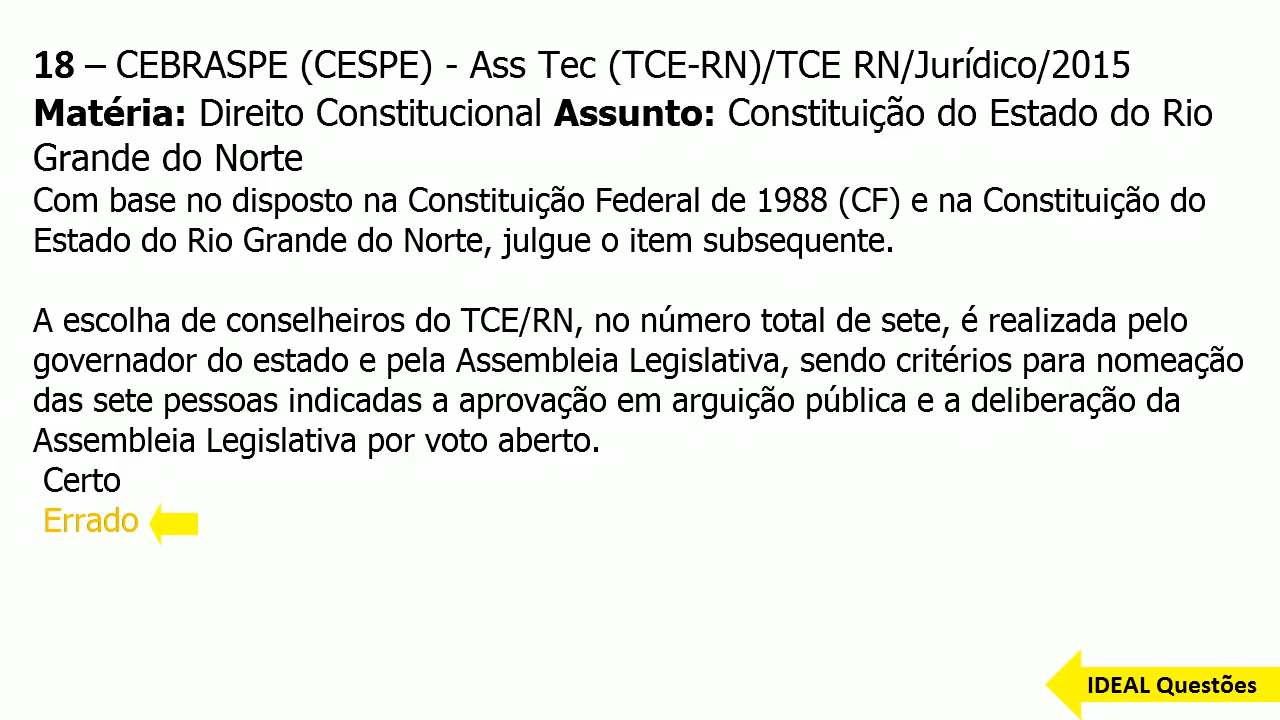 18 – CEBRASPE (CESPE) - Ass Tec (TCE-RN)/TCE RN/Jurídico/2015
Matéria: Direito Constitucional Assunto: Constituição do Estado do Rio
Grande do Norte
Com base no disposto na Constituição Federal de 1988 (CF) e na Constituição do
Estado do Rio Grande do Norte, julgue o item subsequente.
A escolha de conselheiros do TCE/RN, no número total de sete, é realizada pelo
governador do estado e pela Assembleia Legislativa, sendo critérios para nomeação
das sete pessoas indicadas a aprovação em arguição pública e a deliberação da
Assembleia Legislativa por voto aberto.
Certo
Errado
IDEAL Questões